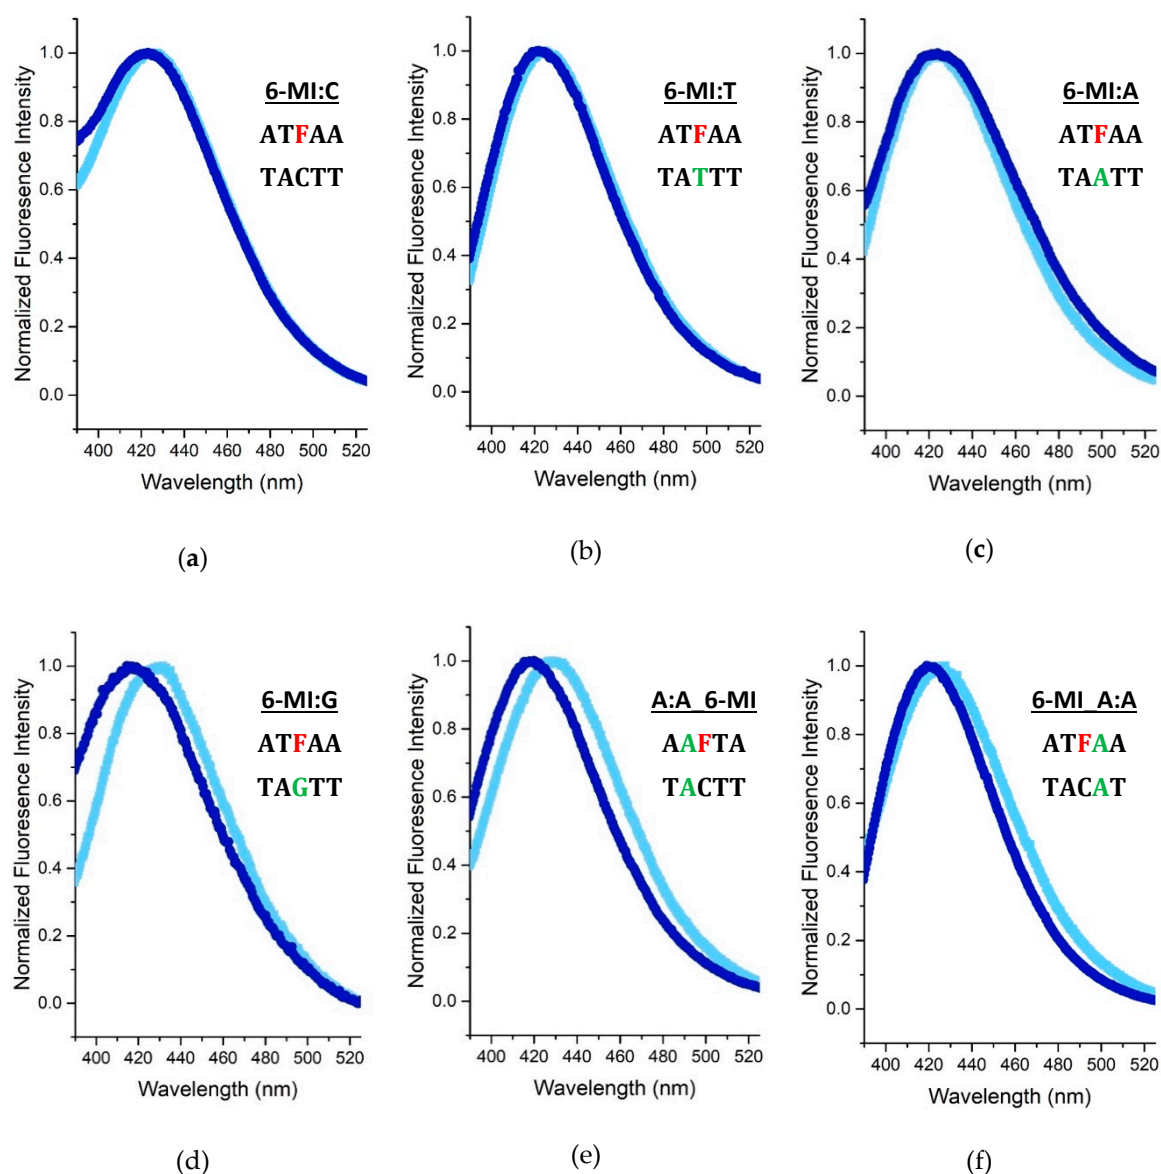 Normalized Fluoresence Intensity
1.0
0.8
0.6
0.4
0.2
0.0
400 420 440 460 480 500 520
Wavelength (nm)
6-MI:C
ATFAA
TACTT
(a)
Normalized Fluoresence Intensity
1.0
0.8
0.6
0.4
0.2
0.0
400 420 440 460 480 500 520
Wavelength (nm)
6-MI:T
ATFAA
TATTT
(b)
Normalized Fluoresence Intensity
1.0
0.8
0.6
0.4
0.2
0.0
400 420 440 460 480 500 520
Wavelength (nm)
6-MI:A
ATFAA
TAATT
(c)
Normalized Fluoresence Intensity
1.0
0.8
0.6
0.4
0.2
0.0
400 420 440 460 480 500 520
Wavelength (nm)
6-MI:G
ATFAA
TAGTT
(d)
Normalized Fluoresence Intensity
1.0
0.8
0.6
0.4
0.2
0.0
400 420 440 460 480 500 520
Wavelength (nm)
A:A_6-MI
AAFTA
TACTT
(e)
Normalized Fluoresence Intensity
1.0
0.8
0.6
0.4
0.2
0.0
400 420 440 460 480 500 520
Wavelength (nm)
6-MI_A:A
ATFAA
TACAT
(f)